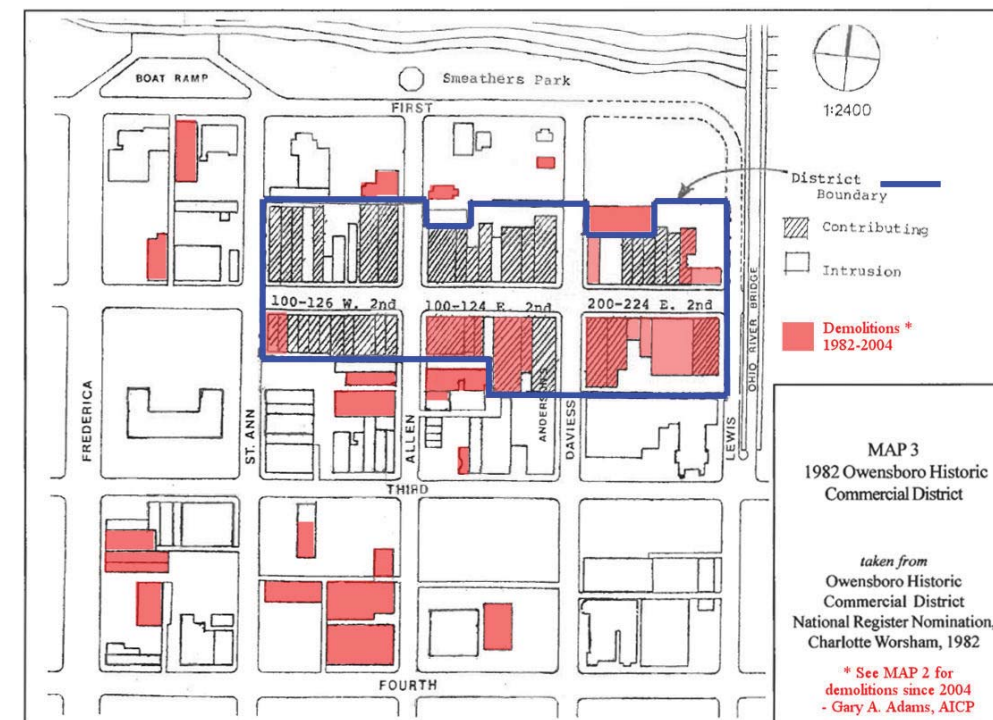 BOAT RAMP
Smeathers Park
FIRST
1:2400
District
Boundary
Contributing
Intrusion
Demolitions *
1982-2004
100-126 W. 2nd
100-124 E. 2nd
200-224 E. 2nd
OHIO RIVER BRIDGE
FREDERICA
ST. ANN
ALLEN
ANDERSONS
DAVIESS
LEWIS
THIRD
FOURTH
MAP 3
1982 Owensboro Historic
Commercial District
taken from
Owensboro Historic
Commercial District
National Register Nomination,
Charlotte Worsham, 1982
* See MAP 2 for
demolitions since 2004
- Gary A. Adams, AICP